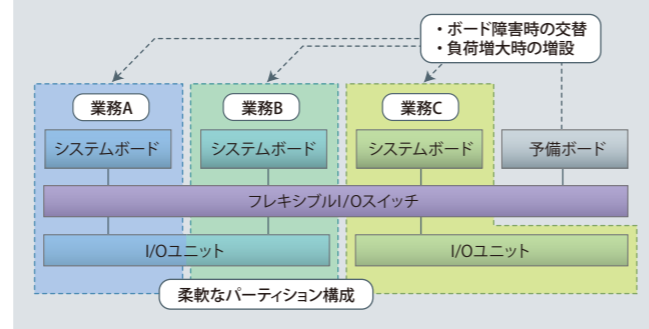 ・ボード障害時の交替
・負荷増大時の増設
業務A
業務B
業務C
システムボード
システムボード
システムボード
予備ボード
フレキシブルI/Oスイッチ
I/Oユニット
I/Oユニット
柔軟なパーティション構成